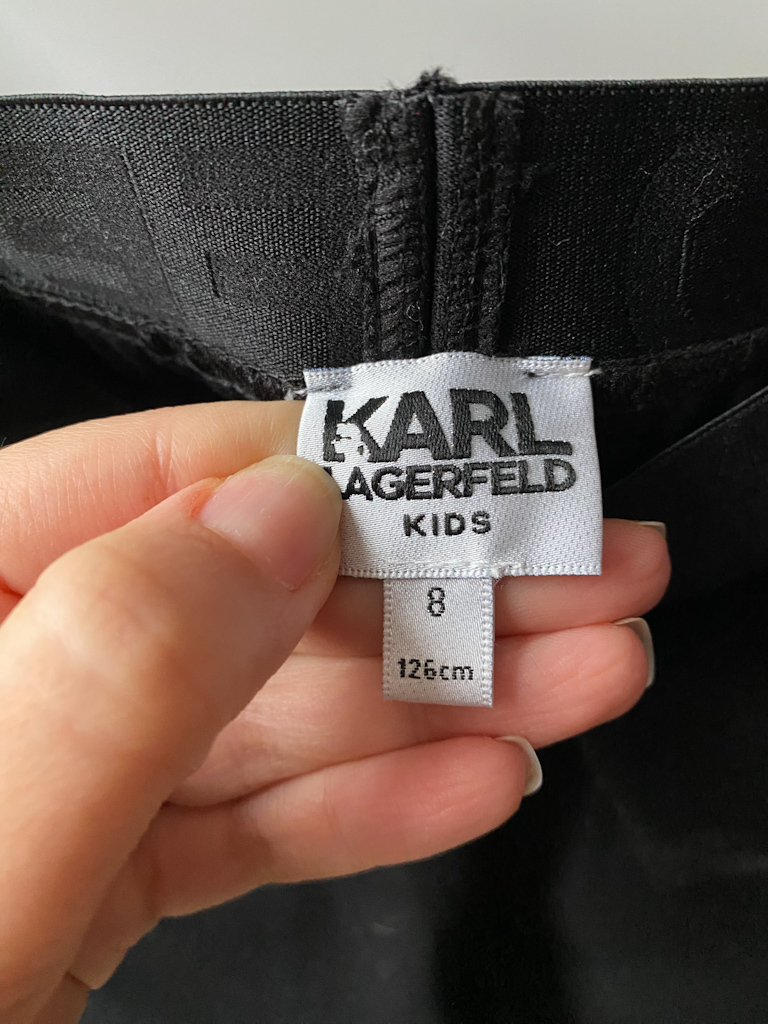 KARL
LAGERFELD
KIDS
8
126cm